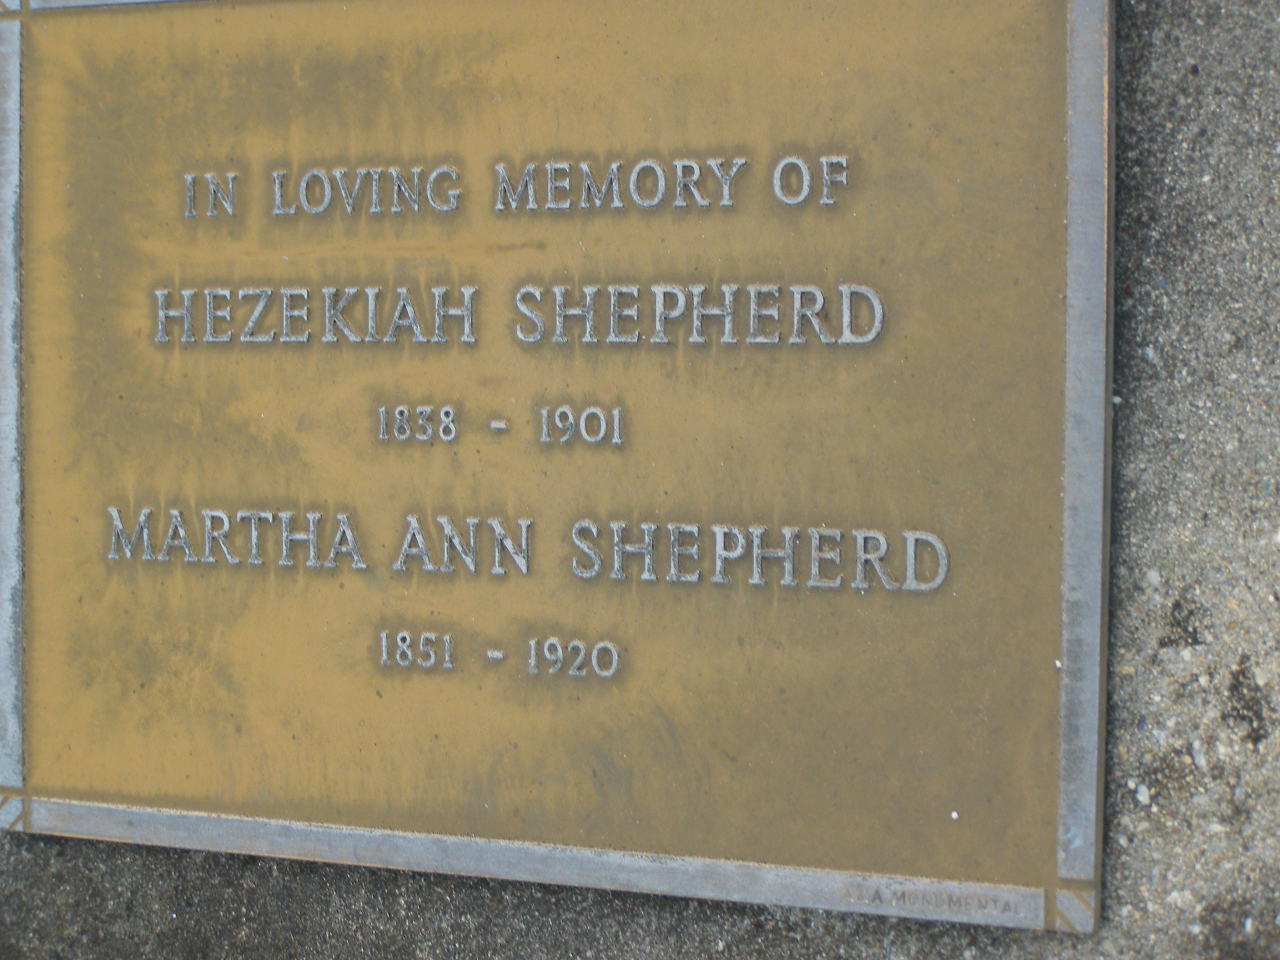 IN LOVING MEMORY OF
HEZEKIAH SHEPHERD
1838 - 1901
MARTHA ANN SHEPHERD
1851 - 1920
MONUMENTAL